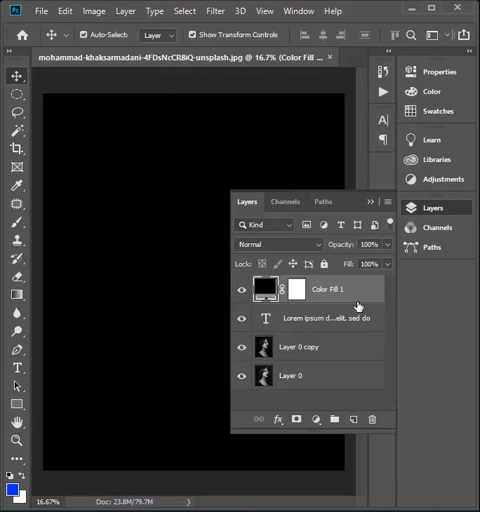 Ps File Edit Image Layer Type Select Filter 3D View Window Help
Auto-Select: Layer Show Transform Controls
mohammad-khaksarmadani-4FDsNcCR8iQ-unsplash.jpg @ 16.7% (Color Fill ... ×
Properties
Color
Swatches
Learn
Libraries
Adjustments
Layers
Channels
Paths
Layers Channels Paths
Kind
Normal Opacity: 100%
Lock: Fill: 100%
Color Fill 1
Lorem ipsum d...elit, sed do
Layer 0 copy
Layer 0
fx
16.67% Doc: 23.8M/79.7M